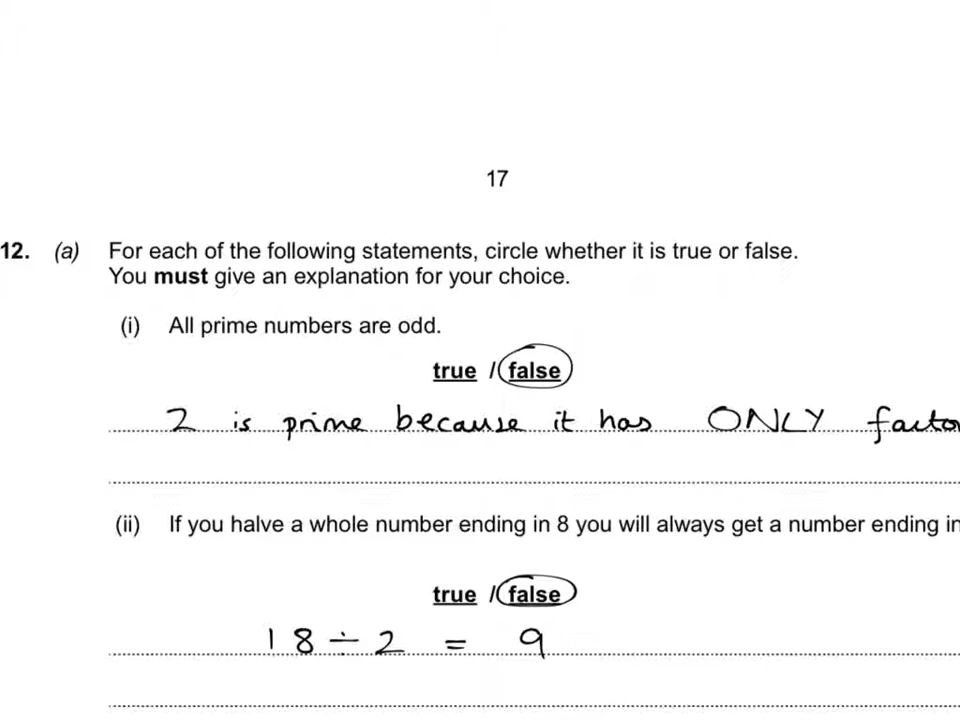 17
12. (a) For each of the following statements, circle whether it is true or false.
You must give an explanation for your choice.
(i) All prime numbers are odd.
true / false
2 is prime because it has ONLY facto
(ii) If you halve a whole number ending in 8 you will always get a number ending in
true / false
18 ÷ 2 = 9